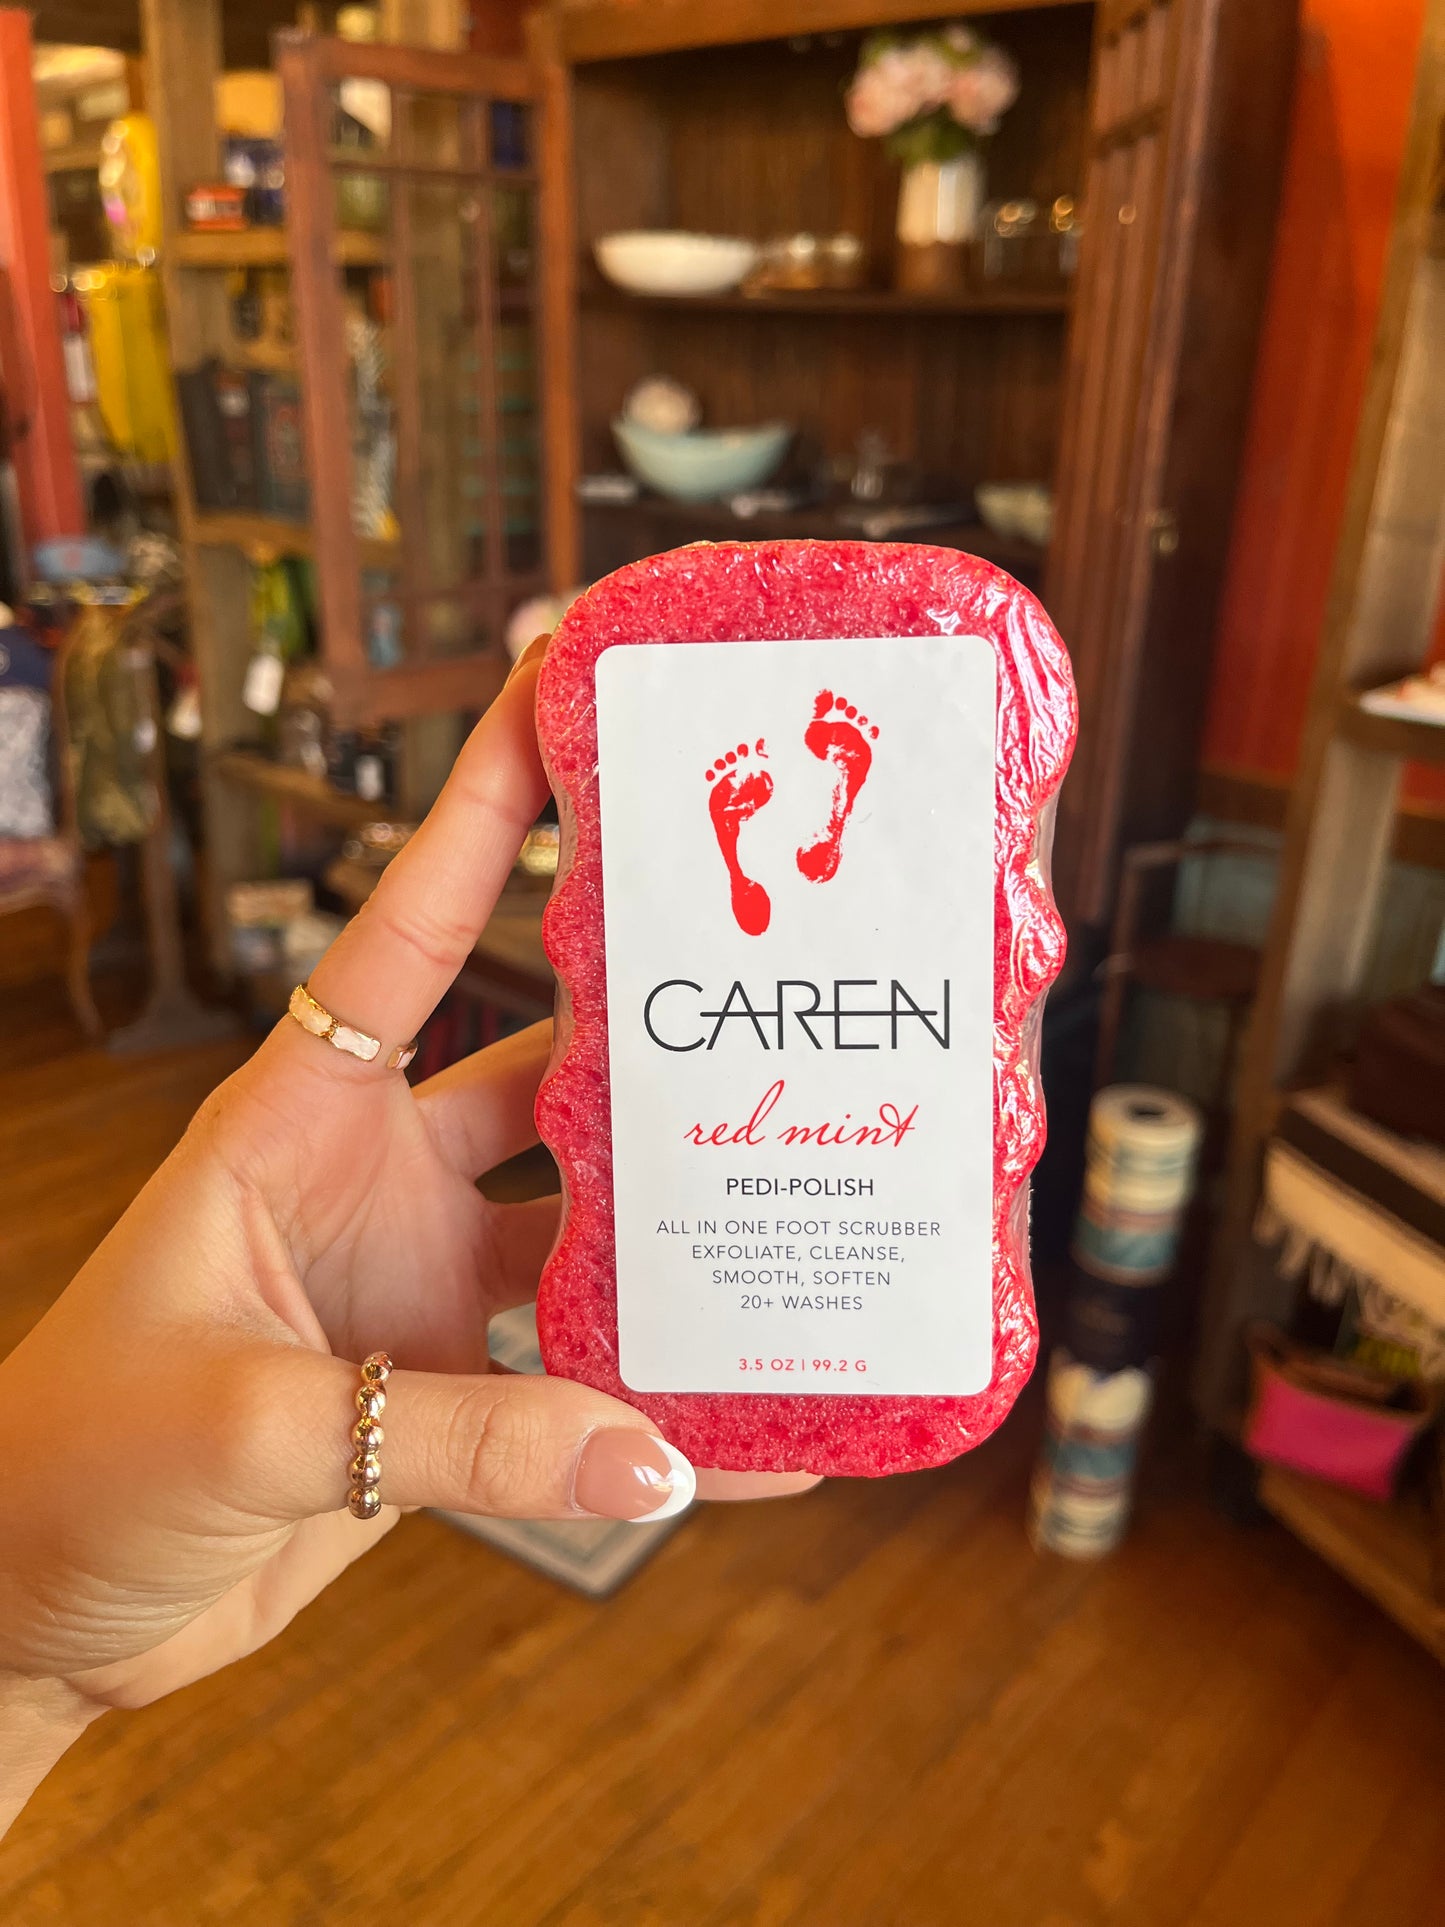 CAREN
red mint
PEDI-POLISH
ALL IN ONE FOOT SCRUBBER
EXFOLIATE, CLEANSE,
SMOOTH, SOFTEN
20+ WASHES
3.5 OZ | 99.2 G